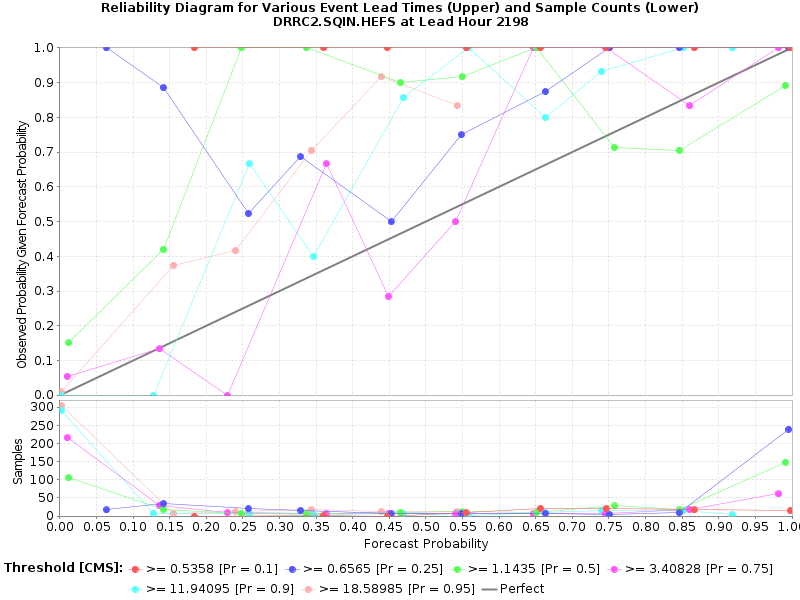 Reliability Diagram for Various Event Lead Times (Upper) and Sample Counts (Lower)
DRRC2.SQIN.HEFS at Lead Hour 2198
Observed Probability Given Forecast Probability
1.0
0.9
0.8
0.7
0.6
0.5
0.4
0.3
0.2
0.1
0.0
Samples
300
250
200
150
100
50
0
0.00 0.05 0.10 0.15 0.20 0.25 0.30 0.35 0.40 0.45 0.50 0.55 0.60 0.65 0.70 0.75 0.80 0.85 0.90 0.95 1.0
Forecast Probability
Threshold [CMS]: >= 0.5358 [Pr = 0.1] >= 0.6565 [Pr = 0.25] >= 1.1435 [Pr = 0.5] >= 3.40828 [Pr = 0.75]
>= 11.94095 [Pr = 0.9] >= 18.58985 [Pr = 0.95] Perfect